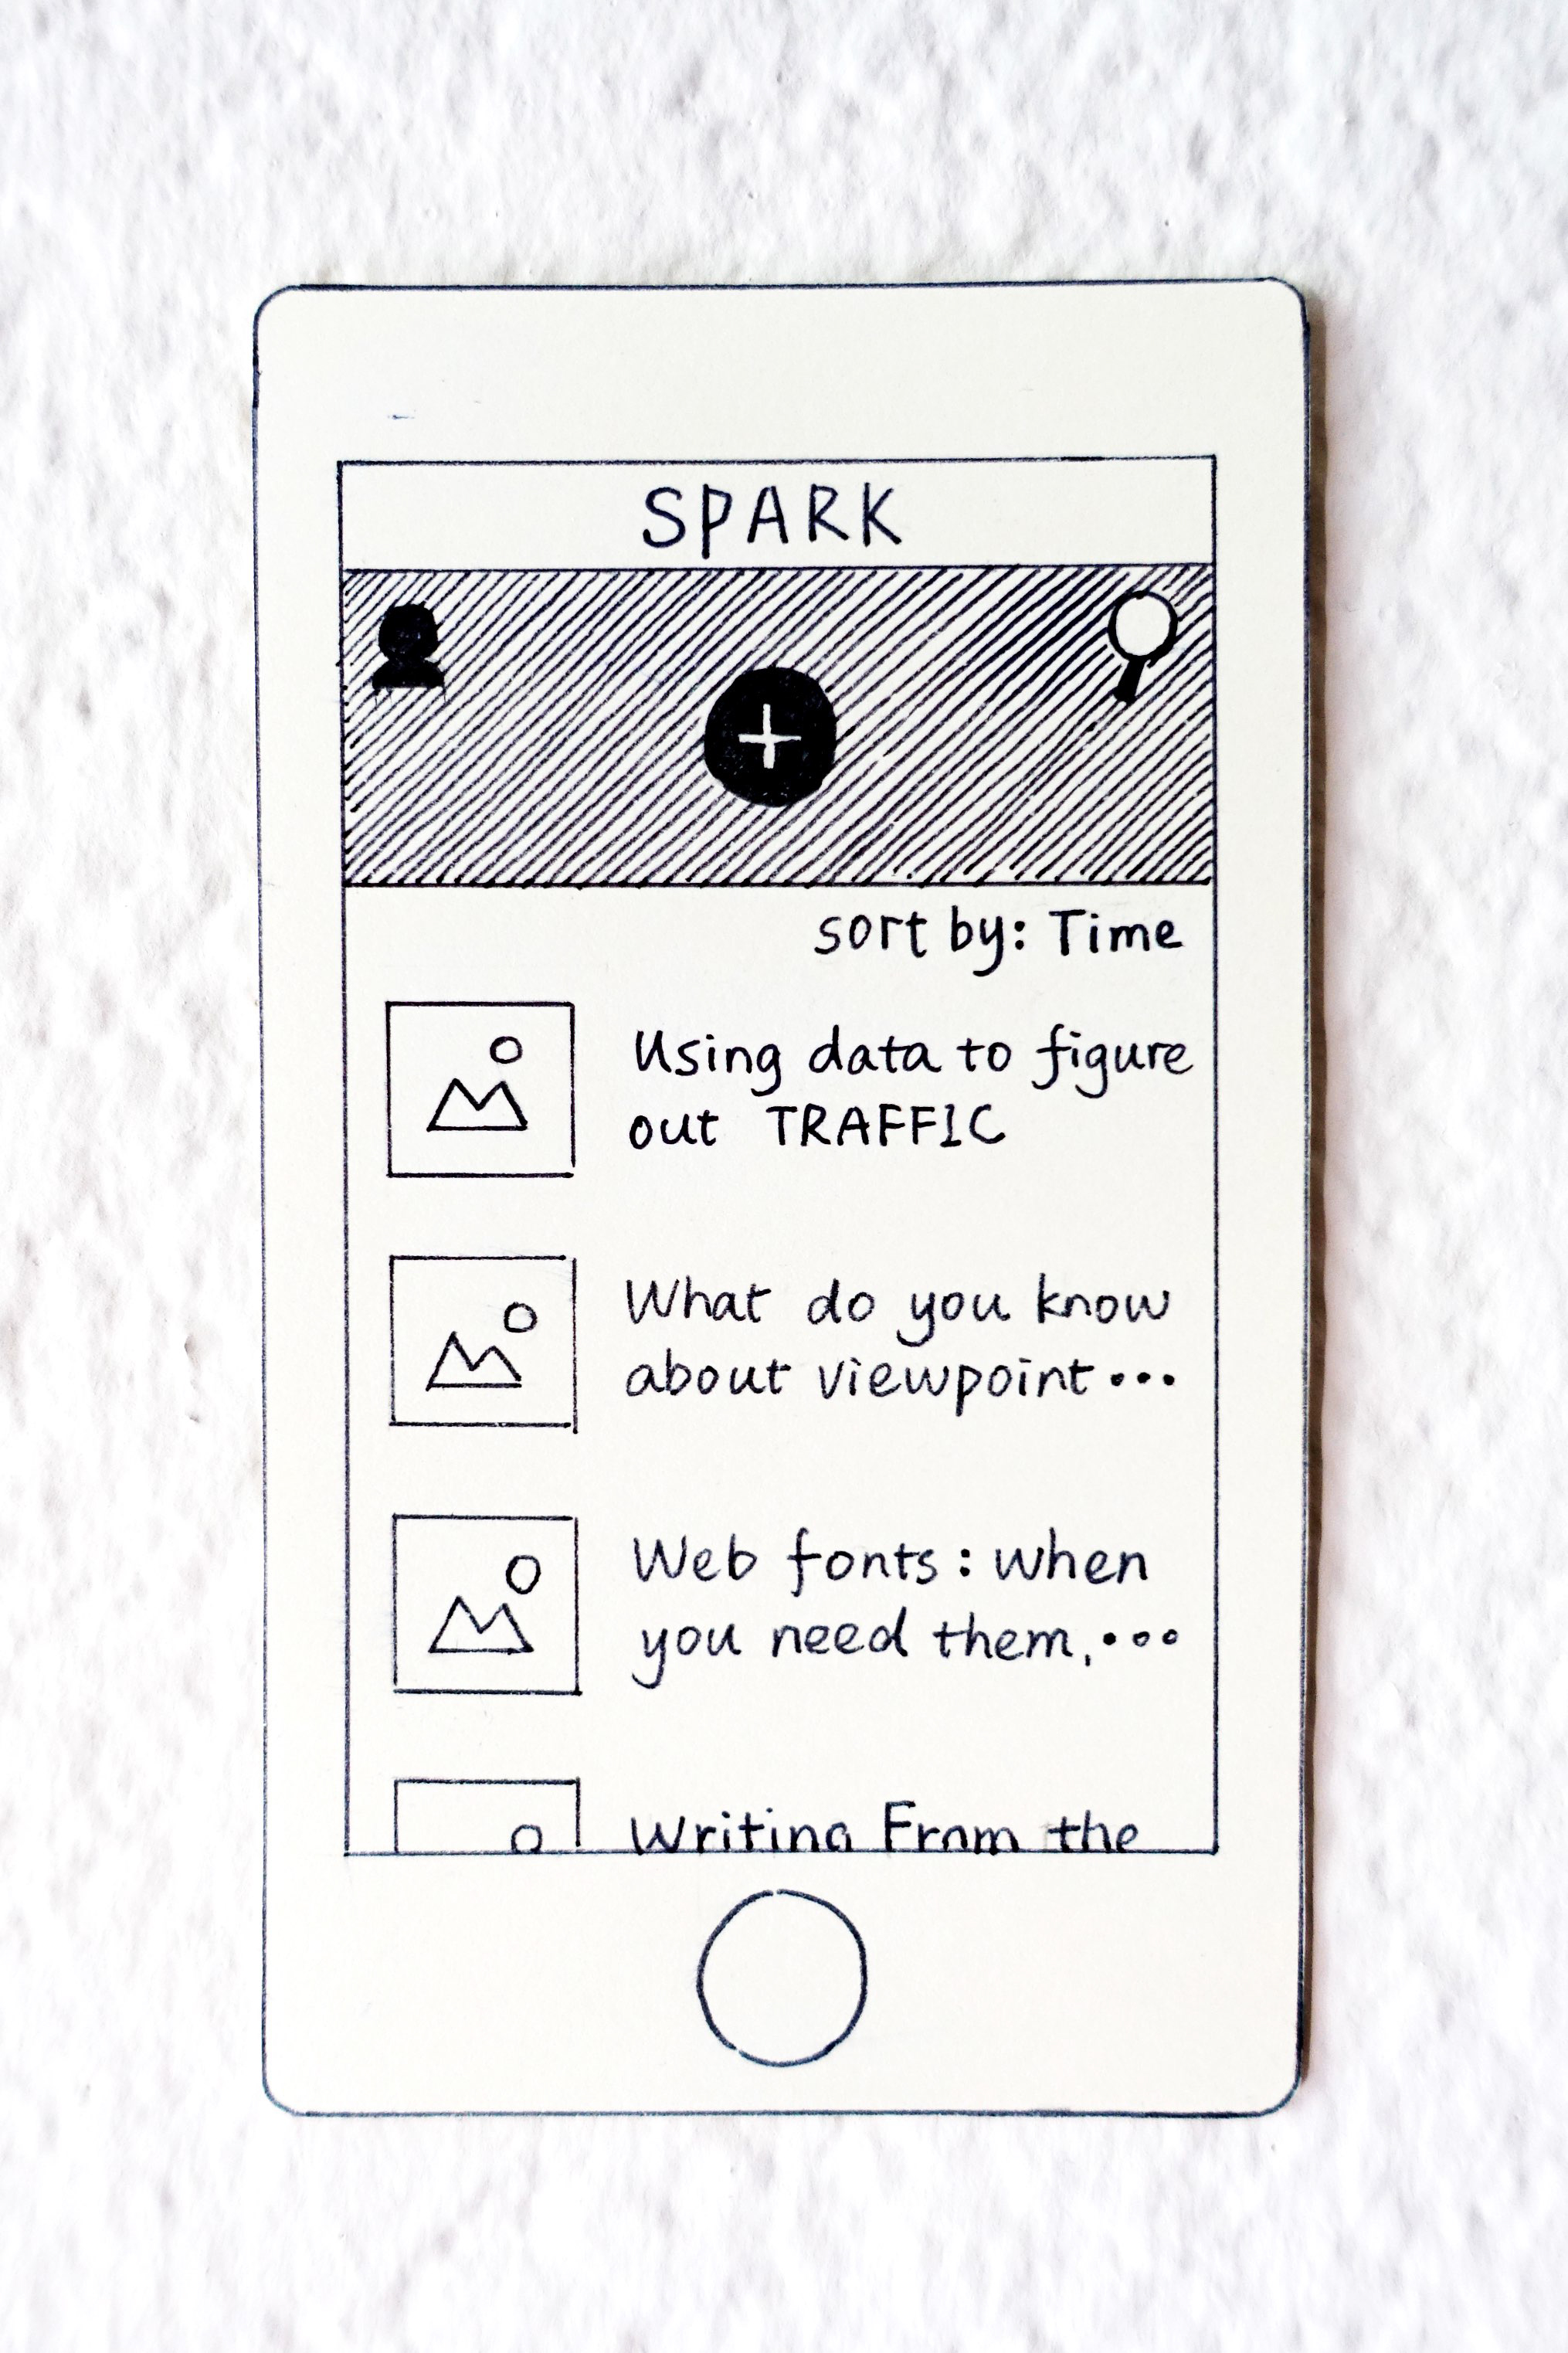 SPARK
sort by: Time
Using data to figure
out TRAFFIC
What do you know
about viewpoint...
Web fonts: when
you need them,...
Writing From the